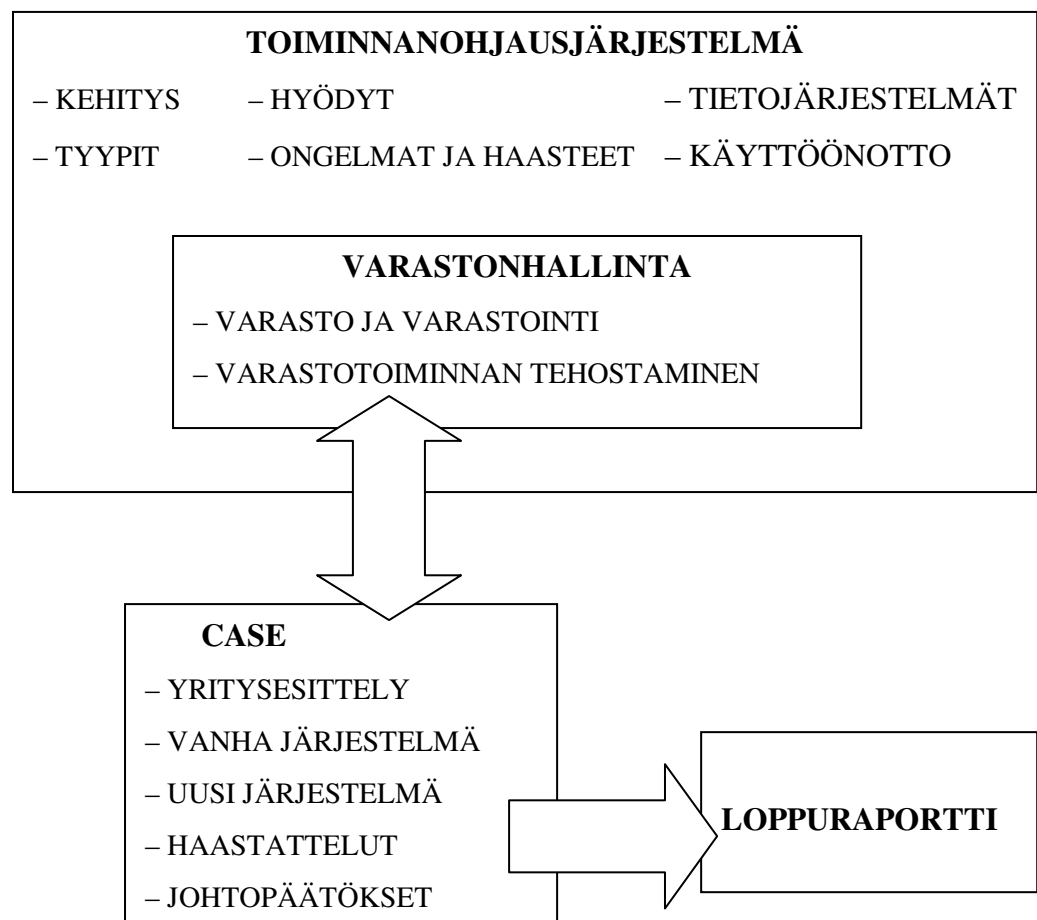 TOIMINNANOHJAUSJÄRJESTELMÄ
– KEHITYS – HYÖDYT – TIETOJÄRJESTELMÄT
– TYYPIT – ONGELMAT JA HAASTEET – KÄYTTÖÖNOTTO
VARASTONHALLINTA
– VARASTO JA VARASTOINTI
– VARASTOTOIMINNAN TEHOSTAMINEN
CASE
– YRITYSESITTELY
– VANHA JÄRJESTELMÄ
– UUSI JÄRJESTELMÄ
– HAASTATTELUT
– JOHTOPÄÄTÖKSET
LOPPURAPORTTI